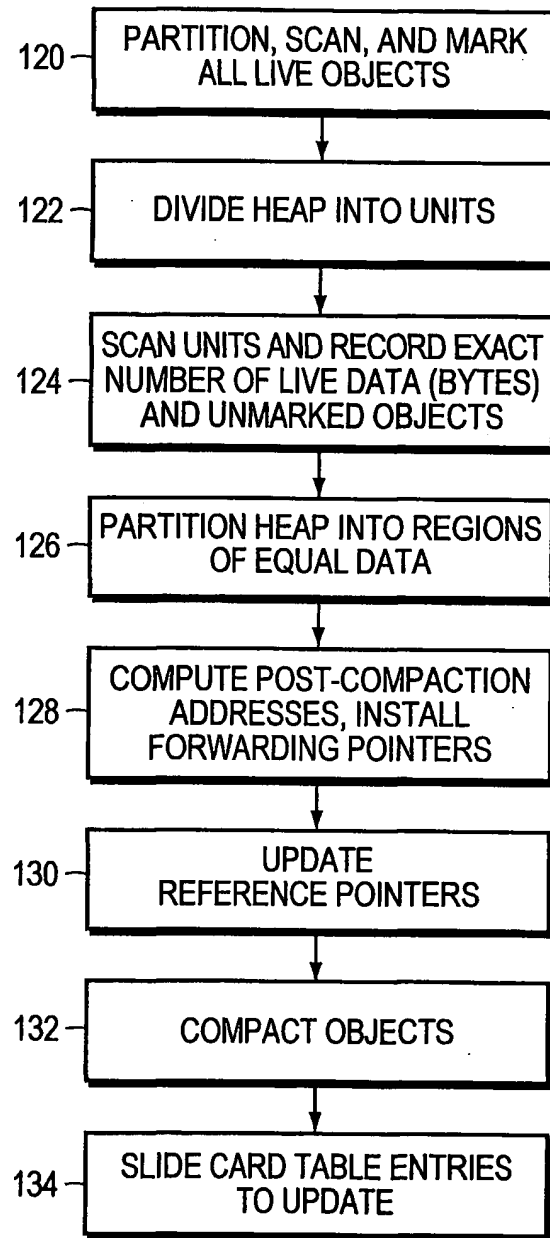 120
PARTITION, SCAN, AND MARK
ALL LIVE OBJECTS
122
DIVIDE HEAP INTO UNITS
SCAN UNITS AND RECORD EXACT
124
NUMBER OF LIVE DATA (BYTES)
AND UNMARKED OBJECTS
126
PARTITION HEAP INTO REGIONS
OF EQUAL DATA
COMPUTE POST-COMPACTION
128
ADDRESSES, INSTALL
FORWARDING POINTERS
130
UPDATE
REFERENCE POINTERS
132
COMPACT OBJECTS
134
SLIDE CARD TABLE ENTRIES
TO UPDATE